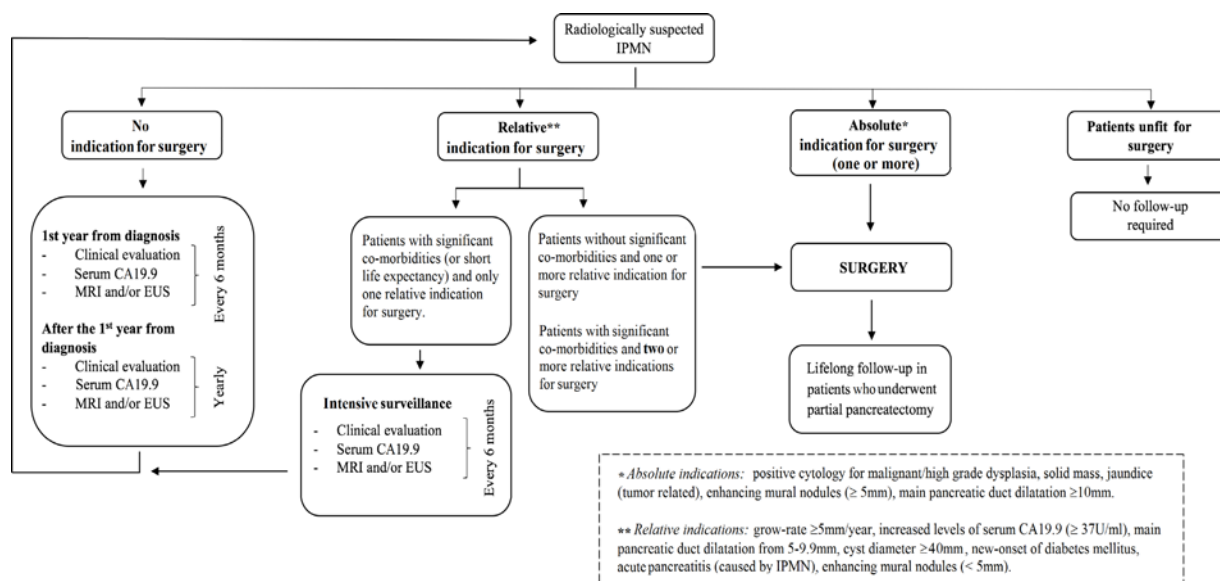 Radiologically suspected
IPMN
No
indication for surgery
Relative**
indication for surgery
Absolute*
indication for surgery
(one or more)
Patients unfit for
surgery
1st year from diagnosis
- Clinical evaluation
- Serum CA19.9
- MRI and/or EUS
Every 6 months
After the 1st year from
diagnosis
- Clinical evaluation
- Serum CA19.9
- MRI and/or EUS
Yearly
Patients with significant
co-morbidities (or short
life expectancy) and only
one relative indication
for surgery.
Patients without significant
co-morbidities and one or
more relative indication for
surgery
Patients with significant
co-morbidities and two or
more relative indications
for surgery
Intensive surveillance
- Clinical evaluation
- Serum CA19.9
- MRI and/or EUS
Every 6 months
SURGERY
Lifelong follow-up in
patients who underwent
partial pancreatectomy
No follow-up
required
* Absolute indications: positive cytology for malignant/high grade dysplasia, solid mass, jaundice
(tumor related), enhancing mural nodules (≥ 5mm), main pancreatic duct dilatation ≥10mm.
** Relative indications: grow-rate ≥5mm/year, increased levels of serum CA19.9 (≥ 37U/ml), main
pancreatic duct dilatation from 5-9.9mm, cyst diameter ≥40mm, new-onset of diabetes mellitus,
acute pancreatitis (caused by IPMN), enhancing mural nodules (< 5mm).